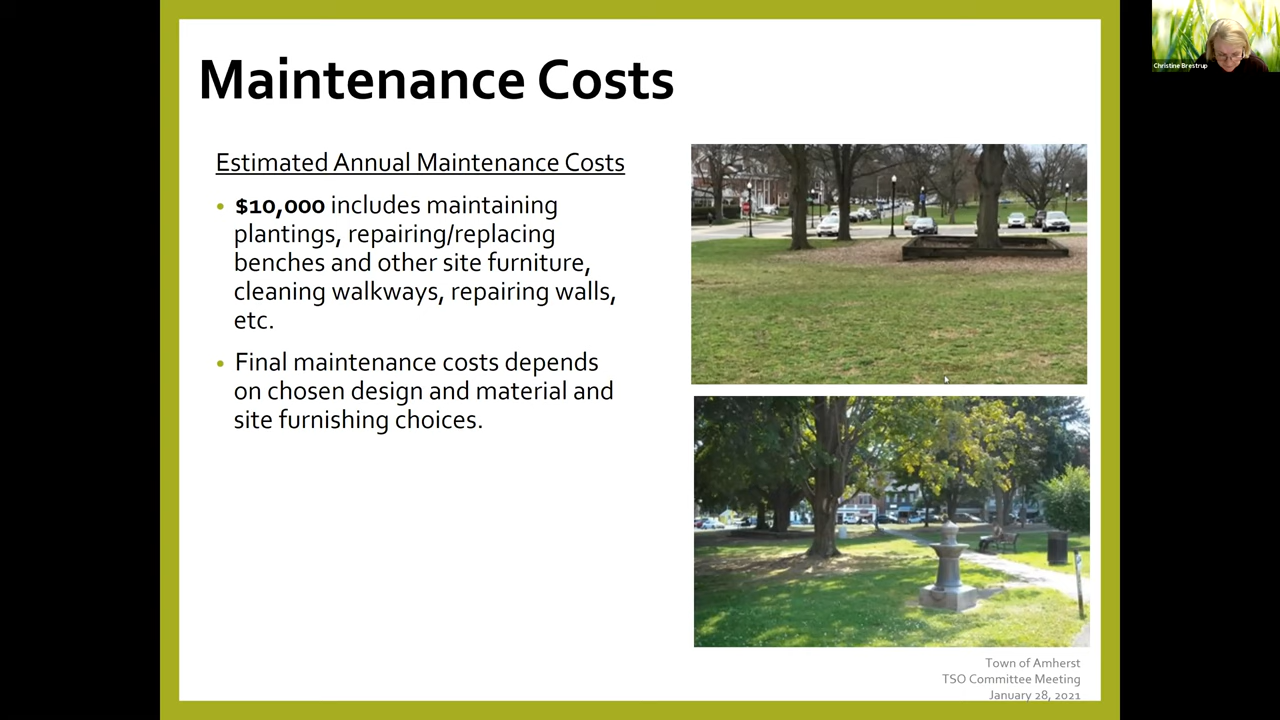 Maintenance Costs
Christine Brestrup
Estimated Annual Maintenance Costs
• $10,000 includes maintaining
plantings, repairing/replacing
benches and other site furniture,
cleaning walkways, repairing walls,
etc.
• Final maintenance costs depends
on chosen design and material and
site furnishing choices.
Town of Amherst
TSO Committee Meeting
January 28, 2021